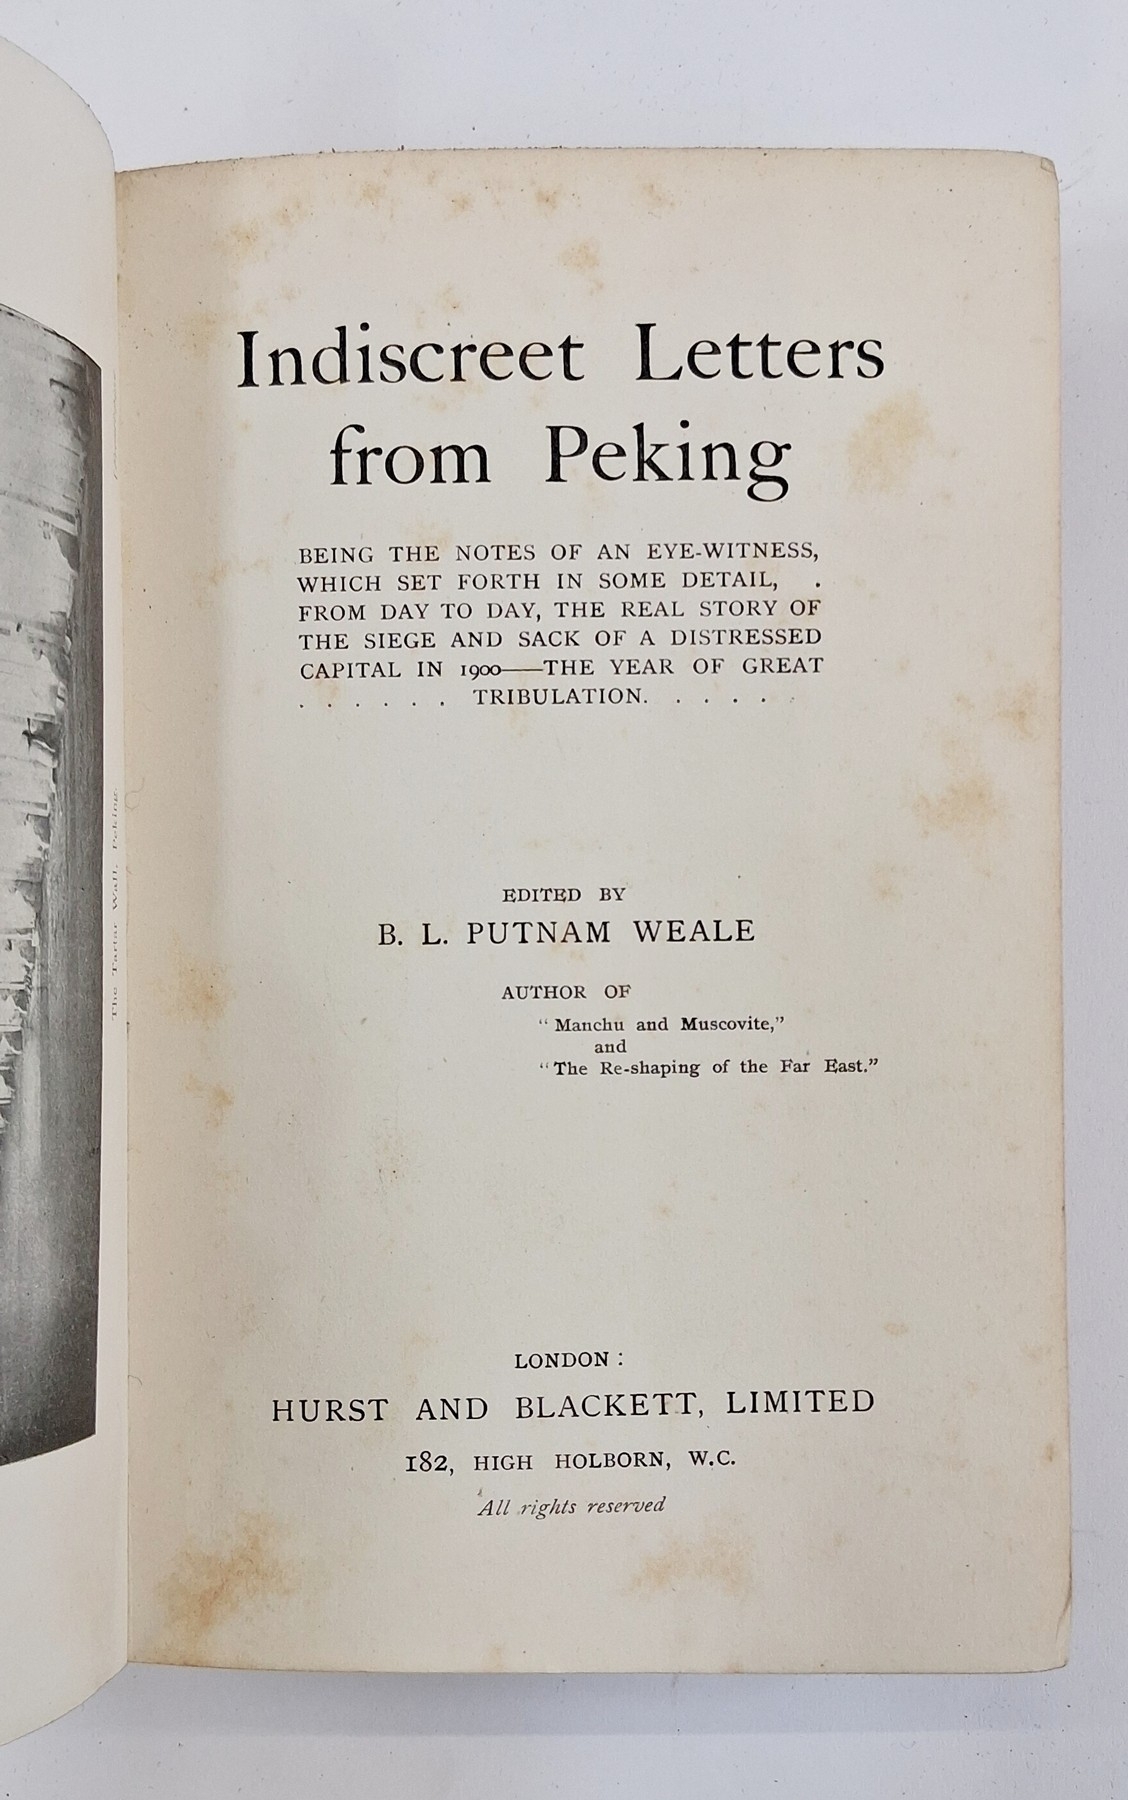 The Tartar Wall, Peking
Indiscreet Letters
from Peking
BEING THE NOTES OF AN EYE-WITNESS,
WHICH SET FORTH IN SOME DETAIL, .
FROM DAY TO DAY, THE REAL STORY OF
THE SIEGE AND SACK OF A DISTRESSED
CAPITAL IN 1900——THE YEAR OF GREAT
. . . . . . TRIBULATION. . . . . .
EDITED BY
B. L. PUTNAM WEALE
AUTHOR OF
"Manchu and Muscovite,"
and
"The Re-shaping of the Far East."
LONDON:
HURST AND BLACKETT, LIMITED
182, HIGH HOLBORN, W.C.
All rights reserved